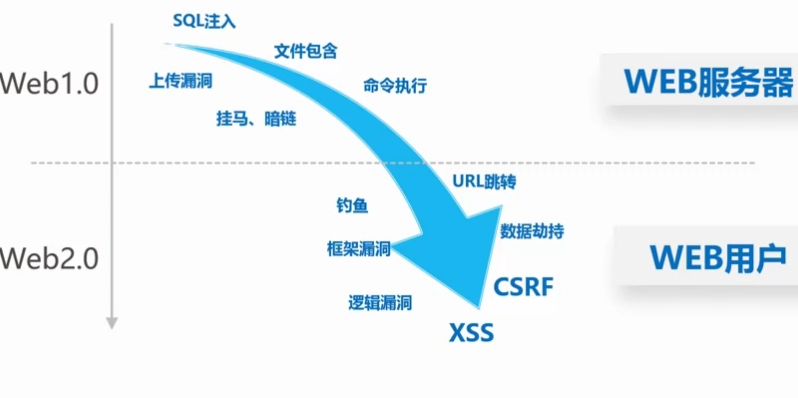 SQL注入
文件包含
Web1.0
上传漏洞
命令执行
WEB服务器
挂马、暗链
URL跳转
钓鱼
数据劫持
Web2.0
框架漏洞
WEB用户
CSRF
逻辑漏洞
XSS